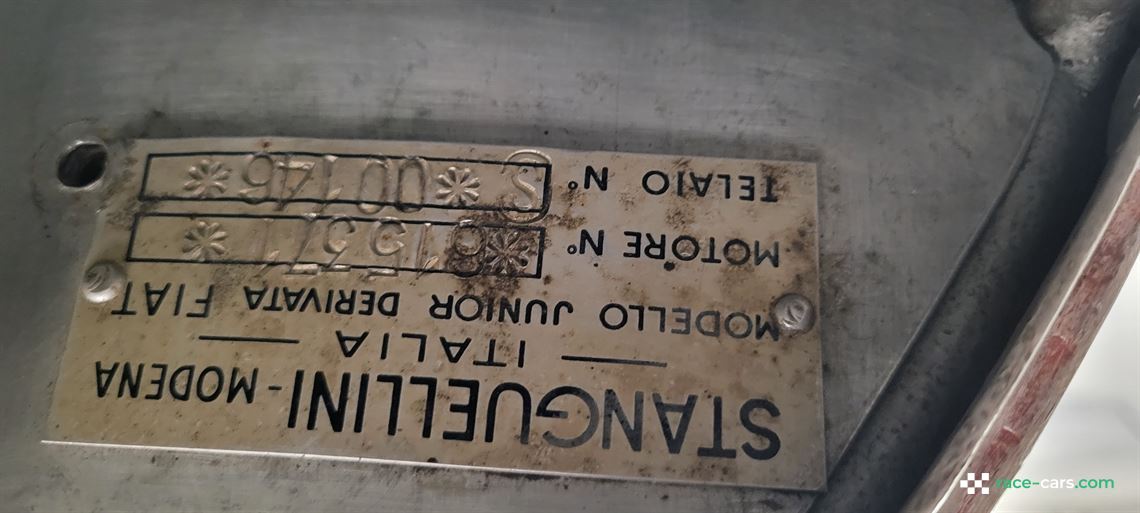 STANGUELLINI - MODENA
— ITALIA —
MODELLO JUNIOR DERIVATA FIAT
MOTORE N°
TELAIO N° S * 00146 *
race-cars.com